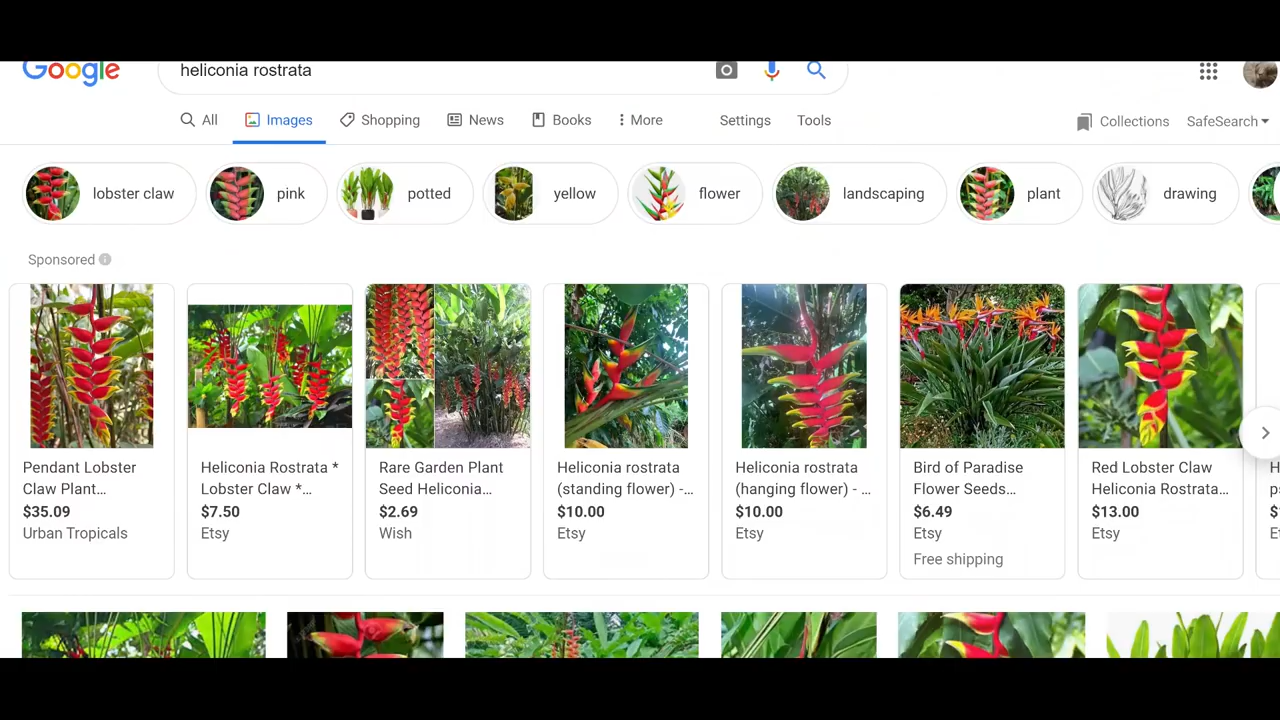 Google heliconia rostrata
All Images Shopping News Books More Settings Tools Collections SafeSearch
lobster claw pink potted yellow flower landscaping plant drawing
Sponsored
Pendant Lobster
Claw Plant...
$35.09
Urban Tropicals
Heliconia Rostrata *
Lobster Claw *...
$7.50
Etsy
Rare Garden Plant
Seed Heliconia...
$2.69
Wish
Heliconia rostrata
(standing flower) -...
$10.00
Etsy
Heliconia rostrata
(hanging flower) - ...
$10.00
Etsy
Bird of Paradise
Flower Seeds...
$6.49
Etsy
Free shipping
Red Lobster Claw
Heliconia Rostrata...
$13.00
Etsy